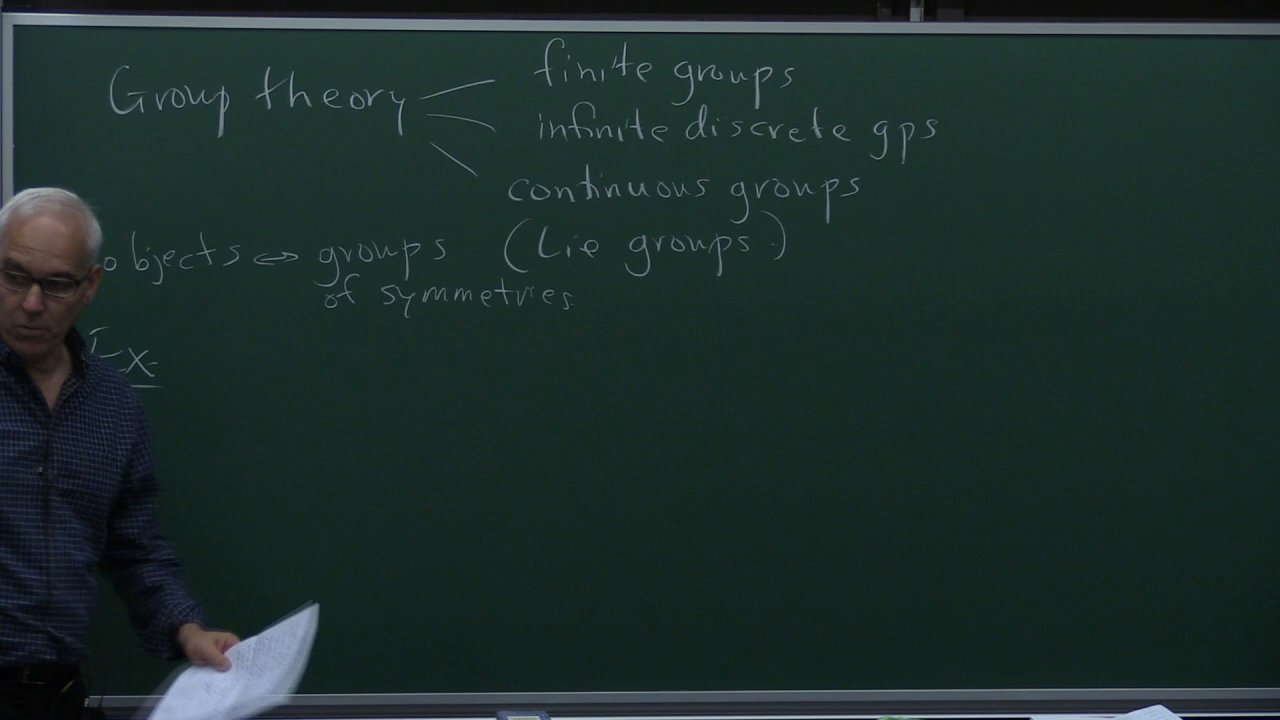 Group theory
finite groups
infinite discrete gps
continuous groups
(Lie groups)
objects ↔ groups
of symmetries
Ex.